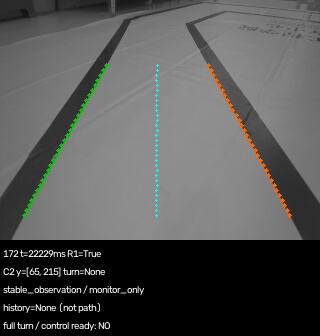 172 t=22229ms R1=True
C2 y=[65, 215] turn=None
stable_observation / monitor_only
history=None (not path)
full turn / control ready: NO